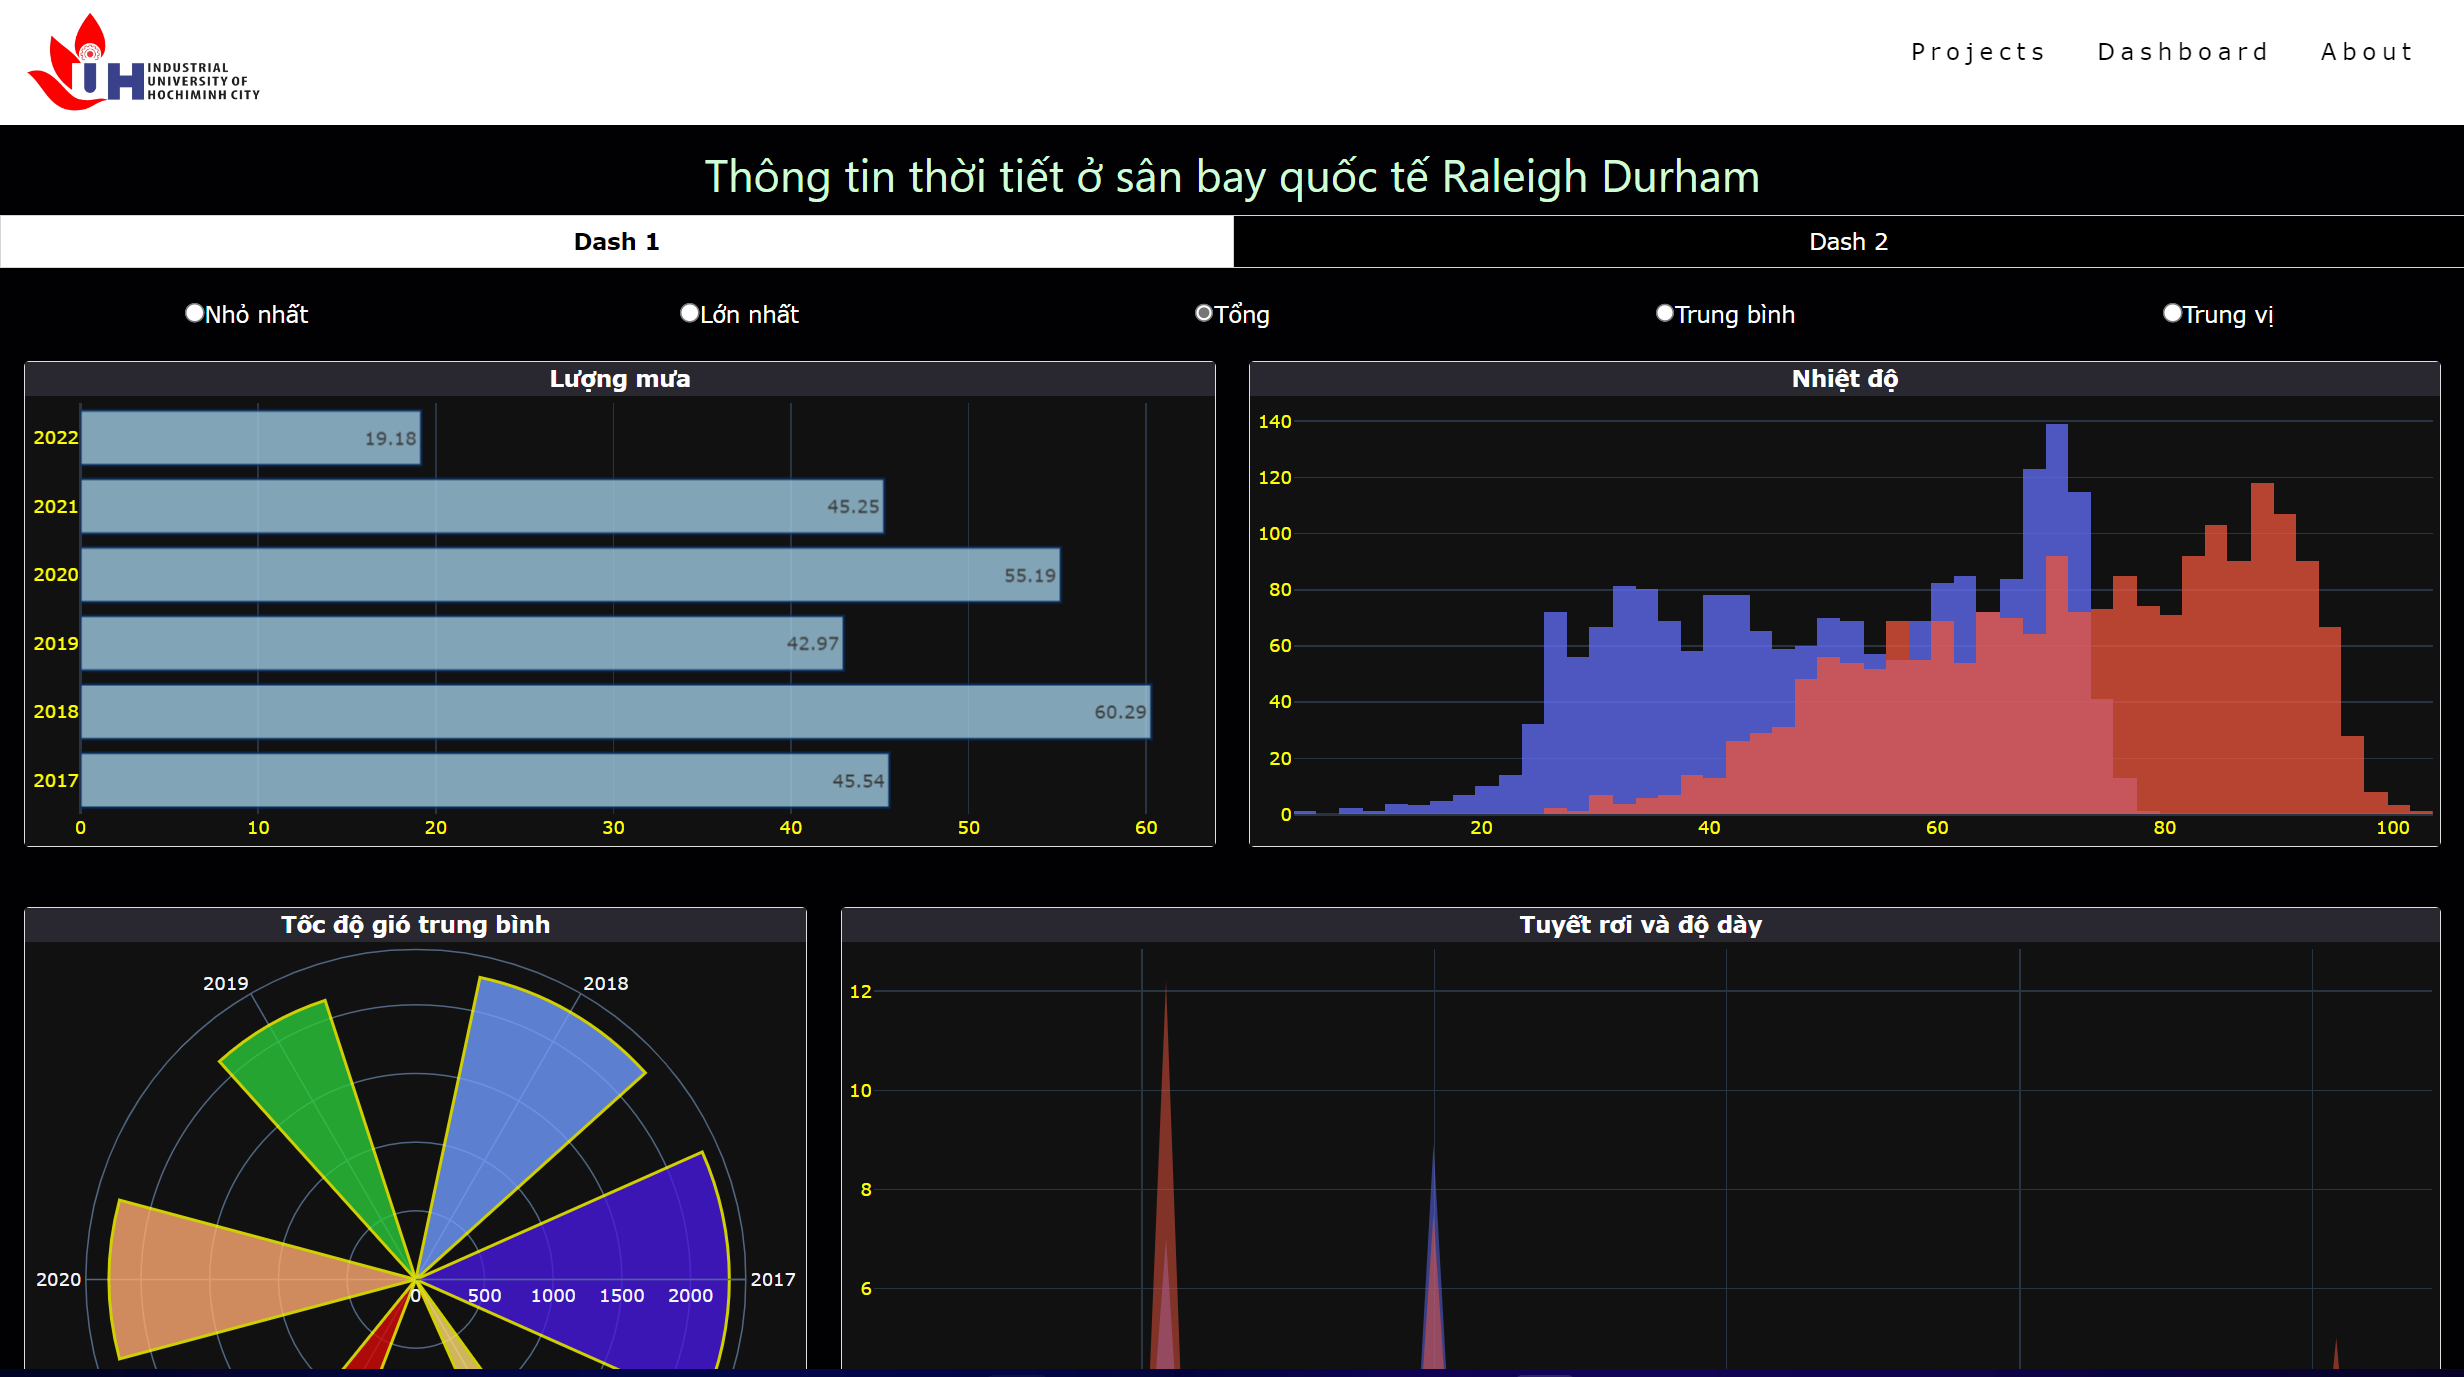 INDUSTRIAL
UNIVERSITY OF
HOCHIMINH CITY
Projects Dashboard About
Thông tin thời tiết ở sân bay quốc tế Raleigh Durham
Dash 1 Dash 2
Nhỏ nhất Lớn nhất Tổng Trung bình Trung vị
Lượng mưa
2022 19.18
2021 45.25
2020 55.19
2019 42.97
2018 60.29
2017 45.54
0 10 20 30 40 50 60
Nhiệt độ
140
120
100
80
60
40
20
0
20 40 60 80 100
Tốc độ gió trung bình
2019 2018
2020 2017
0 500 1000 1500 2000
Tuyết rơi và độ dày
12
10
8
6